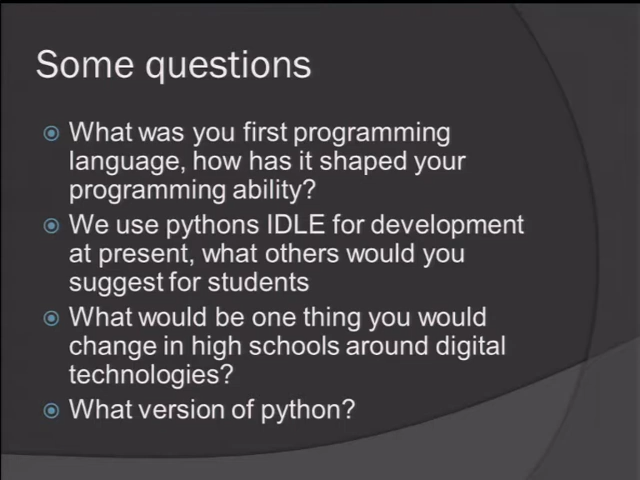 Some questions
What was you first programming
language, how has it shaped your
programming ability?
We use pythons IDLE for development
at present, what others would you
suggest for students
What would be one thing you would
change in high schools around digital
technologies?
What version of python?